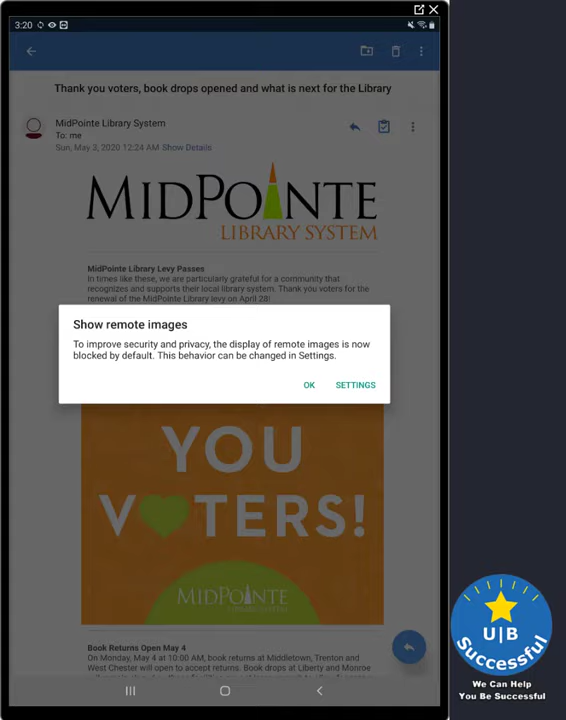 3:20
Thank you voters, book drops opened and what is next for the Library
MidPointe Library System
To: me
Sun, May 3, 2020 12:24 AM Show Details
MIDPOINTE
LIBRARY SYSTEM
MidPointe Library Levy Passes
In times like these, we are particularly grateful for a community that
recognizes and supports their local library system. Thank you voters for the
renewal of the MidPointe Library levy on April 28!
Show remote images
To improve security and privacy, the display of remote images is now
blocked by default. This behavior can be changed in Settings.
OK SETTINGS
YOU
VOTERS!
MIDPOINTE
LIBRARY SYSTEM
Book Returns Open May 4
On Monday, May 4 at 10:00 AM, book returns at Middletown, Trenton and
West Chester will open to accept returns. Book drops at Liberty and Monroe
U|B
Successful
We Can Help
You Be Successful